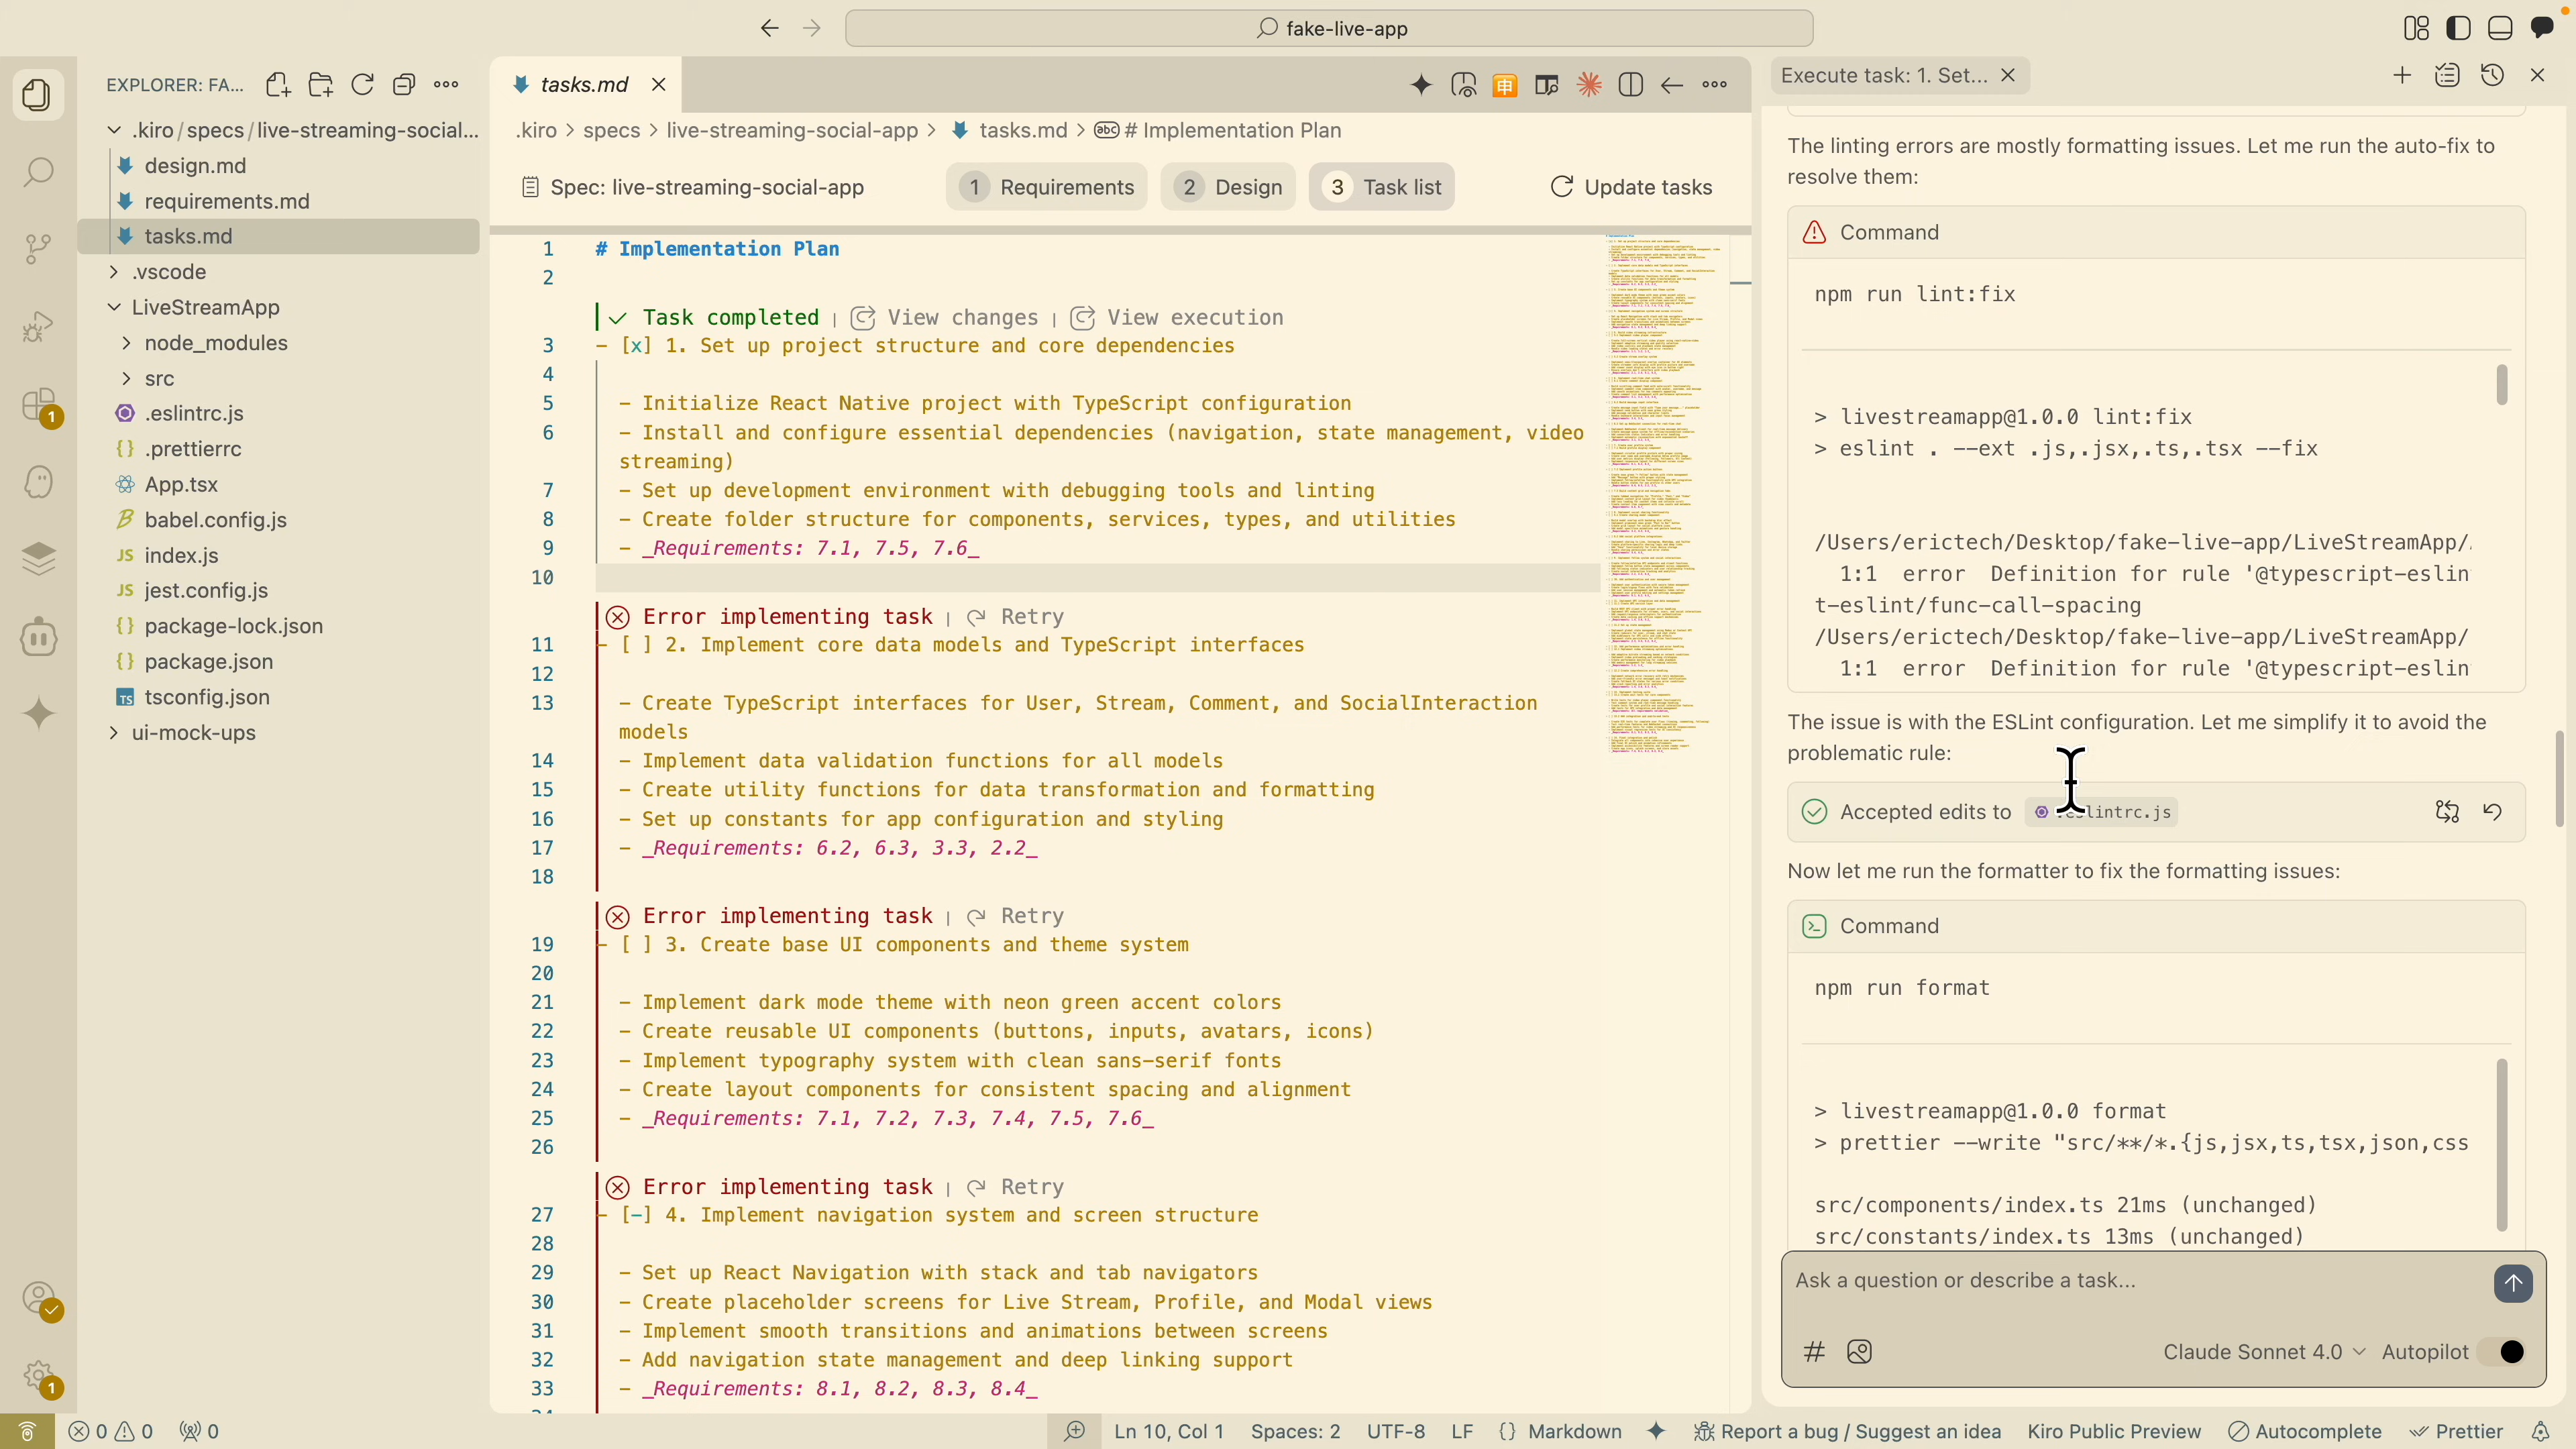 fake-live-app
EXPLORER: FA...
.kiro/specs/live-streaming-social...
design.md
requirements.md
tasks.md
.vscode
LiveStreamApp
node_modules
src
.eslintrc.js
.prettierrc
App.tsx
babel.config.js
index.js
jest.config.js
package-lock.json
package.json
tsconfig.json
ui-mock-ups
1
1
tasks.md
.kiro > specs > live-streaming-social-app > tasks.md > # Implementation Plan
Spec: live-streaming-social-app
1 Requirements
2 Design
3 Task list
Update tasks
1 # Implementation Plan
2
Task completed | View changes | View execution
3 - [x] 1. Set up project structure and core dependencies
4
5 - Initialize React Native project with TypeScript configuration
6 - Install and configure essential dependencies (navigation, state management, video
streaming)
7 - Set up development environment with debugging tools and linting
8 - Create folder structure for components, services, types, and utilities
9 - _Requirements: 7.1, 7.5, 7.6_
10
Error implementing task | Retry
11 - [ ] 2. Implement core data models and TypeScript interfaces
12
13 - Create TypeScript interfaces for User, Stream, Comment, and SocialInteraction
models
14 - Implement data validation functions for all models
15 - Create utility functions for data transformation and formatting
16 - Set up constants for app configuration and styling
17 - _Requirements: 6.2, 6.3, 3.3, 2.2_
18
Error implementing task | Retry
19 - [ ] 3. Create base UI components and theme system
20
21 - Implement dark mode theme with neon green accent colors
22 - Create reusable UI components (buttons, inputs, avatars, icons)
23 - Implement typography system with clean sans-serif fonts
24 - Create layout components for consistent spacing and alignment
25 - _Requirements: 7.1, 7.2, 7.3, 7.4, 7.5, 7.6_
26
Error implementing task | Retry
27 - [-] 4. Implement navigation system and screen structure
28
29 - Set up React Navigation with stack and tab navigators
30 - Create placeholder screens for Live Stream, Profile, and Modal views
31 - Implement smooth transitions and animations between screens
32 - Add navigation state management and deep linking support
33 - _Requirements: 8.1, 8.2, 8.3, 8.4_
Execute task: 1. Set...
The linting errors are mostly formatting issues. Let me run the auto-fix to
resolve them:
Command
npm run lint:fix
> livestreamapp@1.0.0 lint:fix
> eslint . --ext .js,.jsx,.ts,.tsx --fix
/Users/erictech/Desktop/fake-live-app/LiveStreamApp/.
1:1 error Definition for rule '@typescript-eslin
t-eslint/func-call-spacing
/Users/erictech/Desktop/fake-live-app/LiveStreamApp/
1:1 error Definition for rule '@typescript-eslin
The issue is with the ESLint configuration. Let me simplify it to avoid the
problematic rule:
Accepted edits to .eslintrc.js
Now let me run the formatter to fix the formatting issues:
Command
npm run format
> livestreamapp@1.0.0 format
> prettier --write "src/**/*.{js,jsx,ts,tsx,json,css
src/components/index.ts 21ms (unchanged)
src/constants/index.ts 13ms (unchanged)
Ask a question or describe a task...
# Claude Sonnet 4.0 Autopilot
0 0 0
Ln 10, Col 1
Spaces: 2
UTF-8
LF
{} Markdown
Report a bug / Suggest an idea
Kiro Public Preview
Autocomplete
Prettier